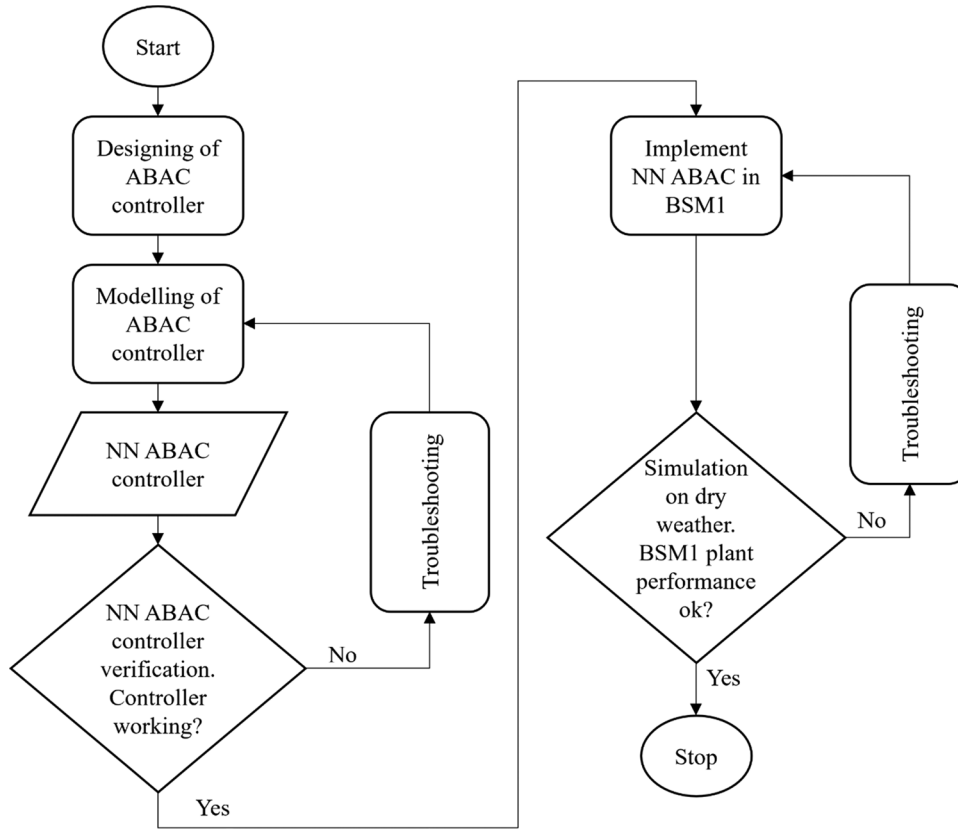 Start
Designing of
ABAC
controller
Modelling of
ABAC
controller
NN ABAC
controller
NN ABAC
controller
verification.
Controller
working?
No
Troubleshooting
Yes
Implement
NN ABAC in
BSM1
Simulation
on dry
weather.
BSM1 plant
performance
ok?
No
Troubleshooting
Yes
Stop